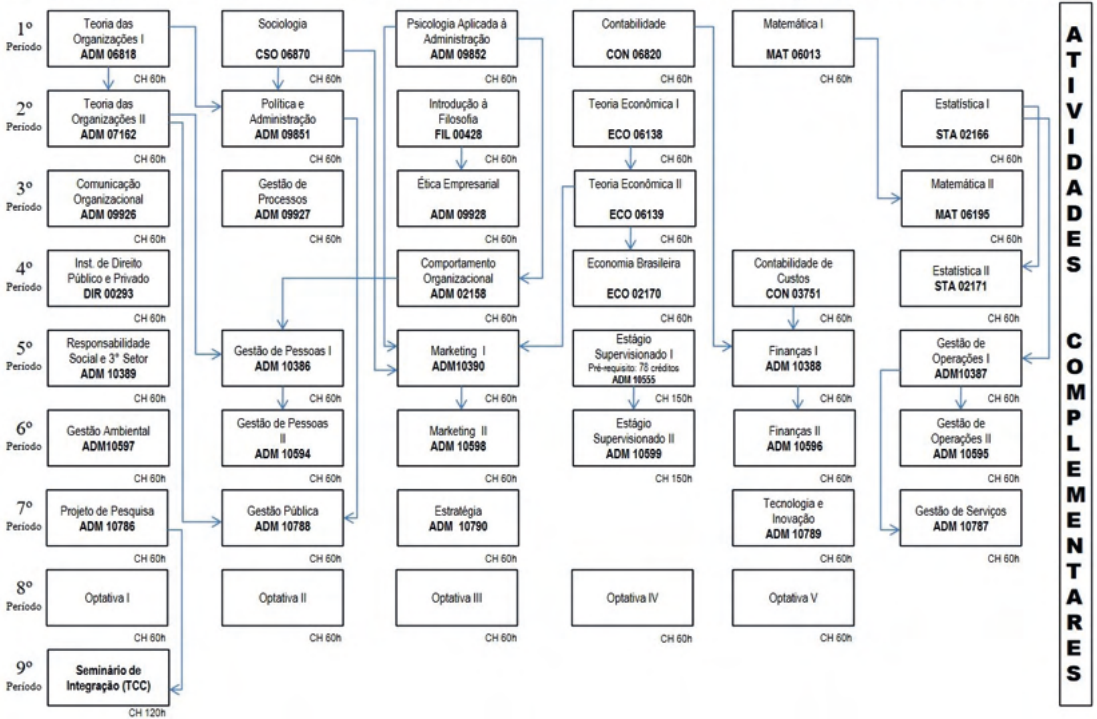 1º
Período
Teoria das
Organizações I
ADM 06818
CH 60h
Sociologia
CSO 06870
CH 60h
Psicologia Aplicada à
Administração
ADM 09852
CH 60h
Contabilidade
CON 06820
CH 60h
Matemática I
MAT 06013
CH 60h
2º
Período
Teoria das
Organizações II
ADM 07162
CH 60h
Política e
Administração
ADM 09851
CH 60h
Introdução à
Filosofia
FIL 00428
CH 60h
Teoria Econômica I
ECO 06138
CH 60h
Estatística I
STA 02166
CH 60h
3º
Período
Comunicação
Organizacional
ADM 09926
CH 60h
Gestão de
Processos
ADM 09927
CH 60h
Ética Empresarial
ADM 09928
CH 60h
Teoria Econômica II
ECO 06139
CH 60h
Matemática II
MAT 06195
CH 60h
4º
Período
Inst. de Direito
Público e Privado
DIR 00293
CH 60h
Comportamento
Organizacional
ADM 02158
CH 60h
Economia Brasileira
ECO 02170
CH 60h
Contabilidade de
Custos
CON 03751
CH 60h
Estatística II
STA 02171
CH 60h
5º
Período
Responsabilidade
Social e 3° Setor
ADM 10389
CH 60h
Gestão de Pessoas I
ADM 10386
CH 60h
Marketing I
ADM10390
CH 60h
Estágio
Supervisionado I
Pré-requisito: 78 créditos
ADM 10555
CH 150h
Finanças I
ADM 10388
CH 60h
Gestão de
Operações I
ADM10387
CH 60h
6º
Período
Gestão Ambiental
ADM10597
CH 60h
Gestão de Pessoas
II
ADM 10594
CH 60h
Marketing II
ADM 10598
CH 60h
Estágio
Supervisionado II
ADM 10599
CH 150h
Finanças II
ADM 10596
CH 60h
Gestão de
Operações II
ADM 10595
CH 60h
7º
Período
Projeto de Pesquisa
ADM 10786
CH 60h
Gestão Pública
ADM 10788
CH 60h
Estratégia
ADM 10790
CH 60h
Tecnologia e
Inovação
ADM 10789
CH 60h
Gestão de Serviços
ADM 10787
CH 60h
8º
Período
Optativa I
CH 60h
Optativa II
CH 60h
Optativa III
CH 60h
Optativa IV
CH 60h
Optativa V
CH 60h
9º
Período
Seminário de
Integração (TCC)
CH 120h
ATIVIDADES COMPLEMENTARES